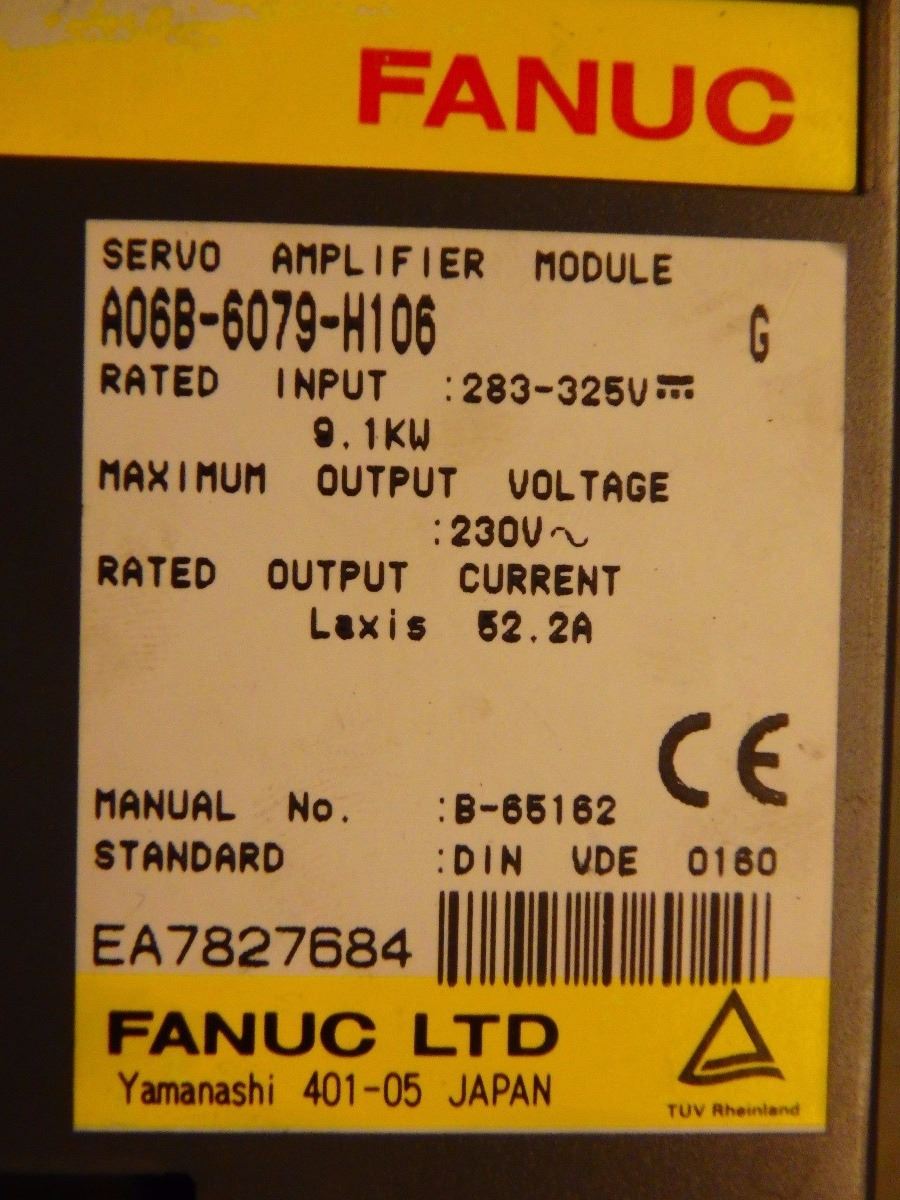 FANUC
SERVO AMPLIFIER MODULE
A06B-6079-H106 G
RATED INPUT :283-325V⎓
9.1KW
MAXIMUM OUTPUT VOLTAGE
:230V~
RATED OUTPUT CURRENT
Laxis 52.2A
CE
MANUAL No. :B-65162
STANDARD :DIN VDE 0160
EA7827684
FANUC LTD
Yamanashi 401-05 JAPAN
TUV Rheinland